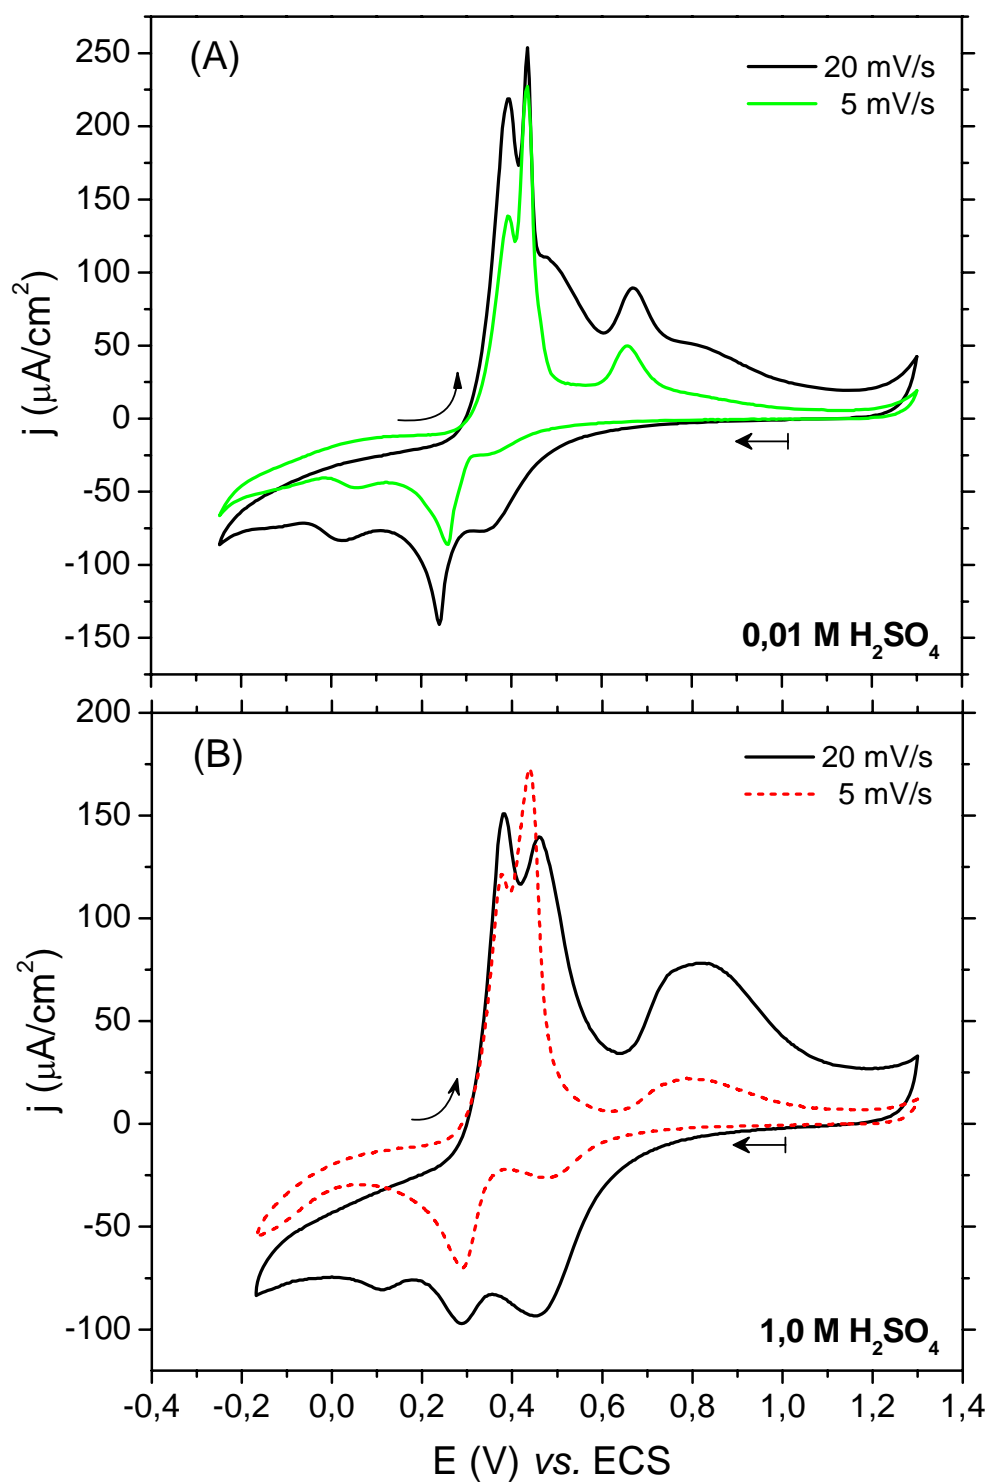 (A)
20 mV/s
5 mV/s
250
200
150
100
50
0
-50
-100
-150
j (μA/cm²)
0,01 M H₂SO₄
200
150
100
50
0
-50
-100
j (μA/cm²)
(B)
20 mV/s
5 mV/s
1,0 M H₂SO₄
-0,4 -0,2 0,0 0,2 0,4 0,6 0,8 1,0 1,2 1,4
E (V) vs. ECS